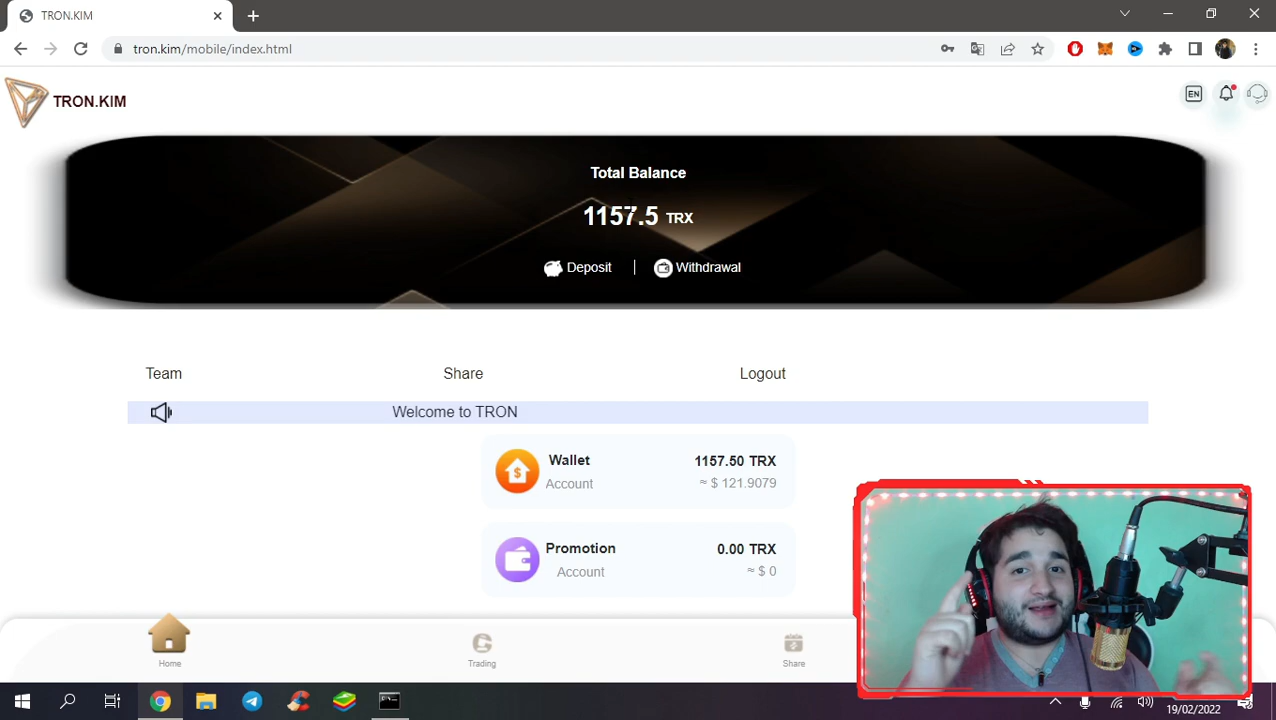 TRON.KIM
tron.kim/mobile/index.html
TRON.KIM
EN
Total Balance
1157.5 TRX
Deposit | Withdrawal
Team Share Logout
Welcome to TRON
Wallet 1157.50 TRX
Account ≈ $ 121.9079
Promotion 0.00 TRX
Account ≈ $ 0
Home Trading Share
19/02/2022